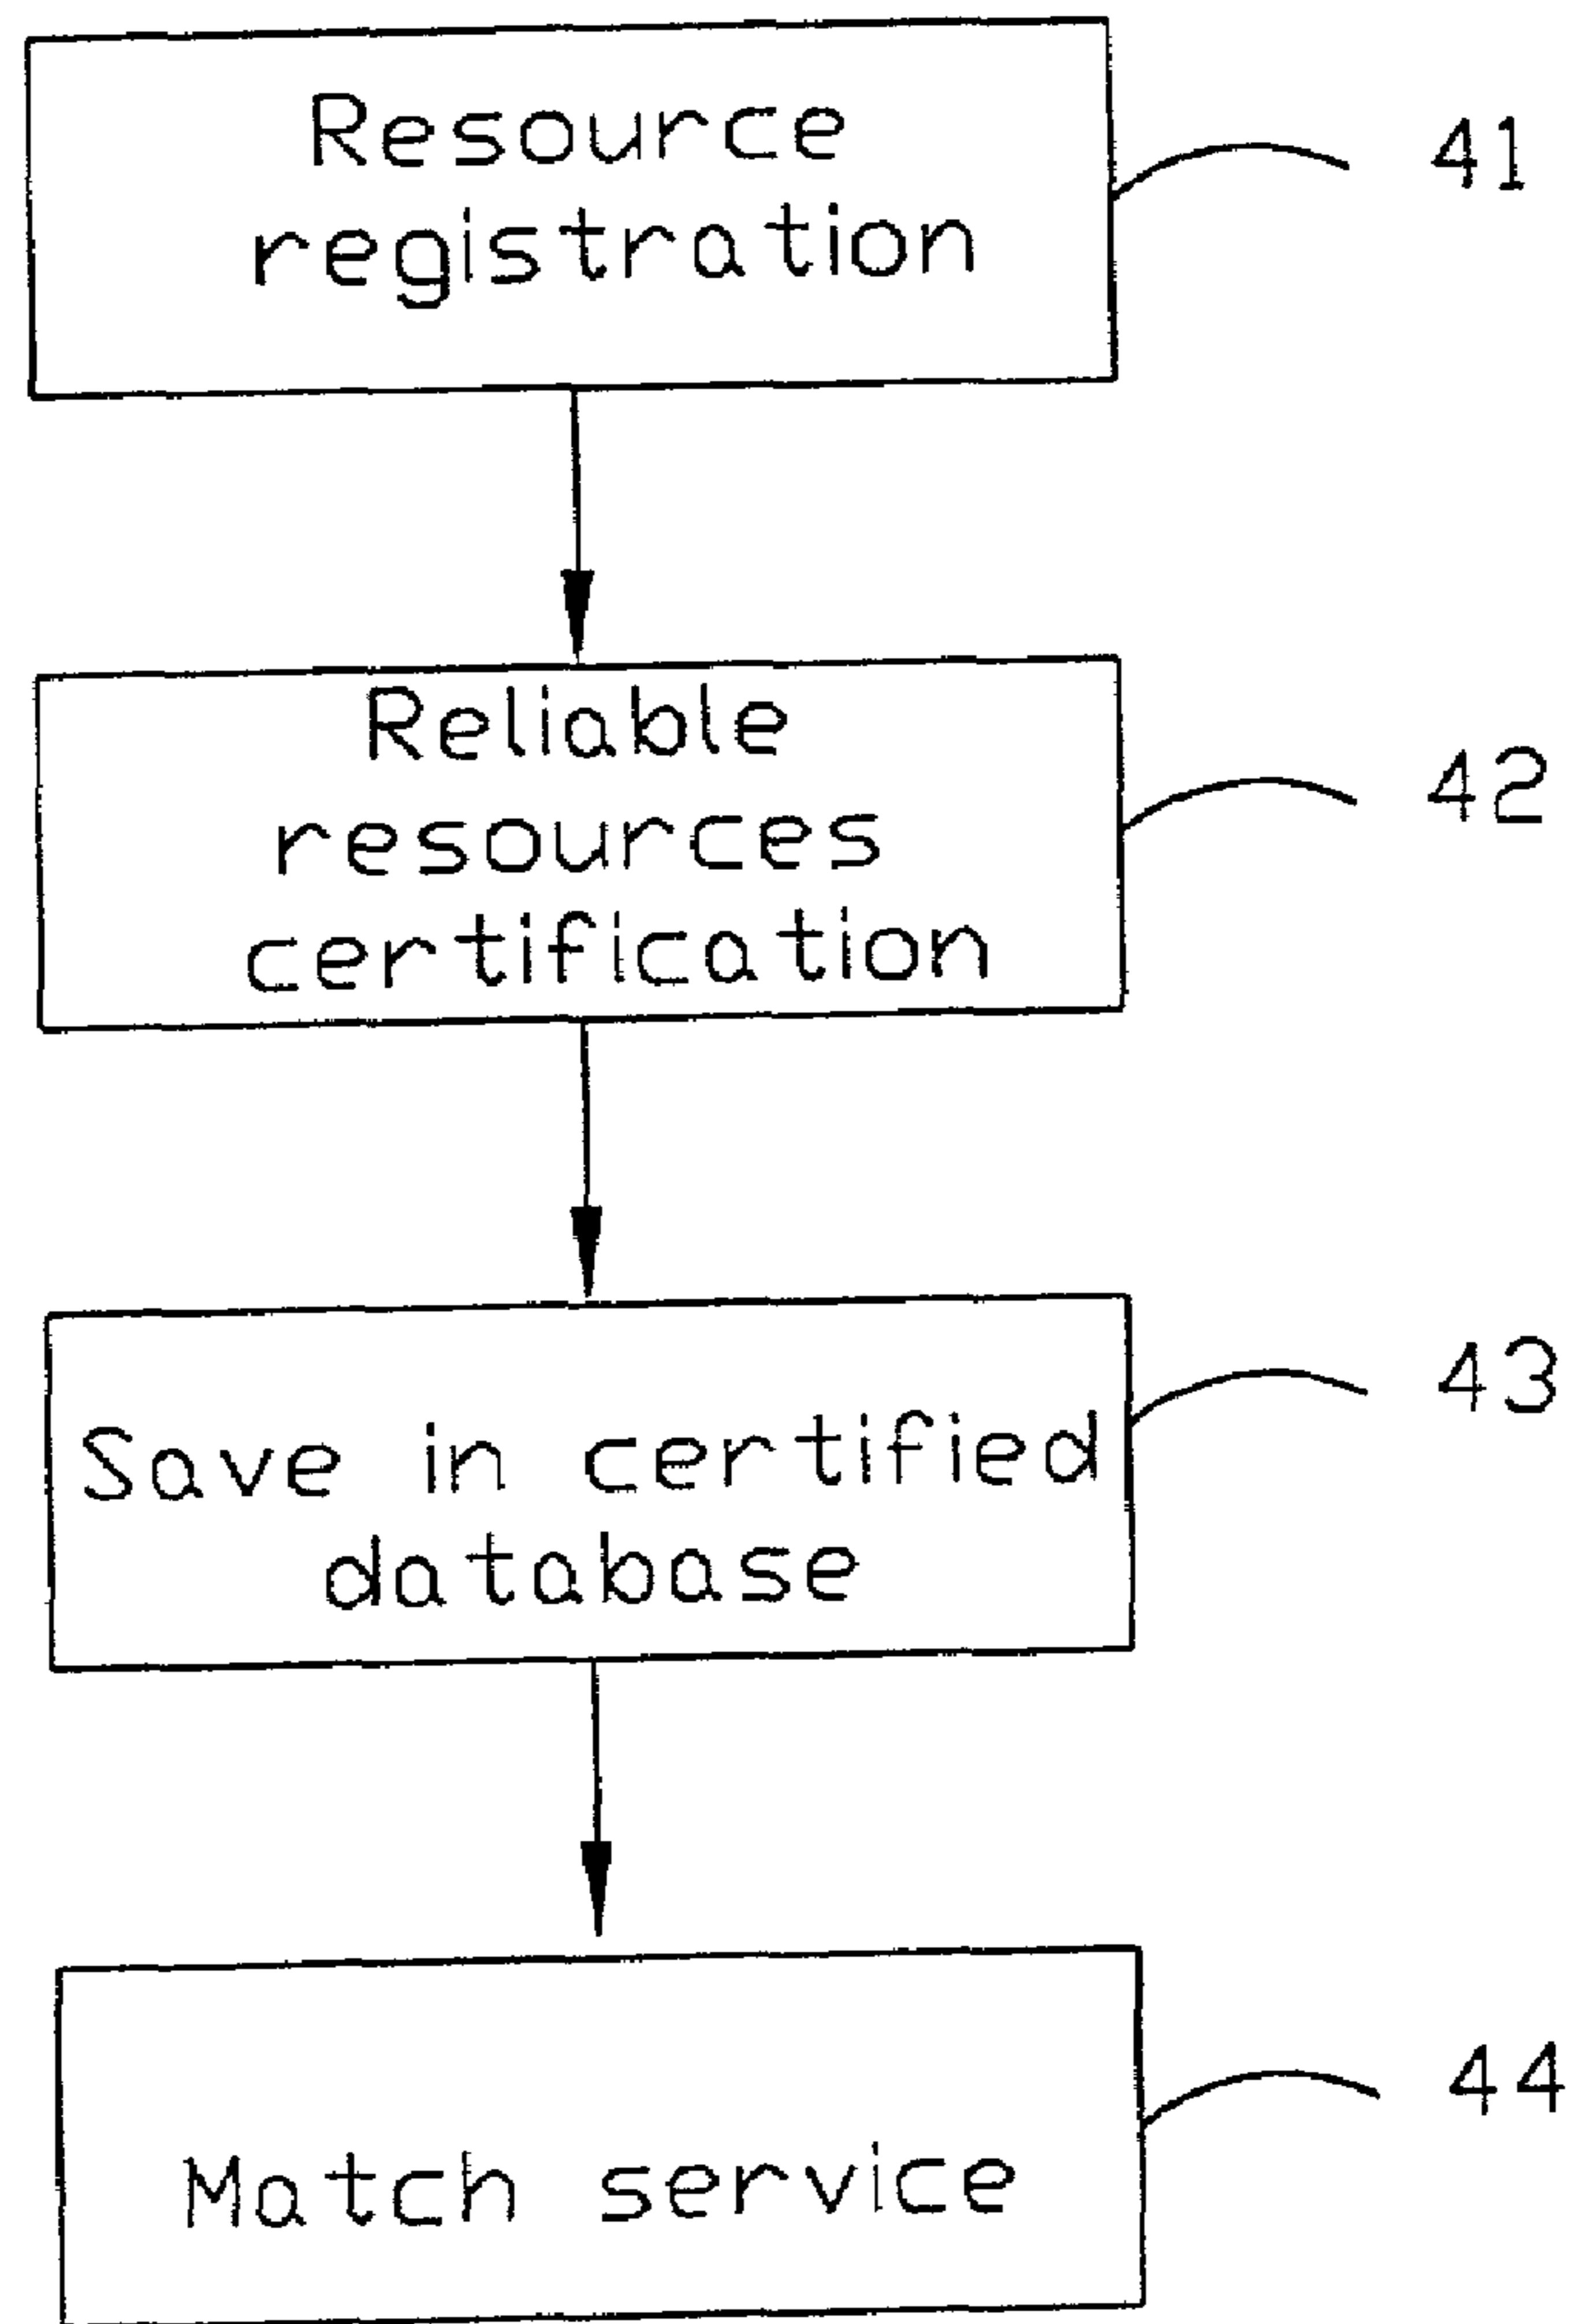 Resource
registration
41
Reliable
resources
certification
42
Save in certified
database
43
Match service
44